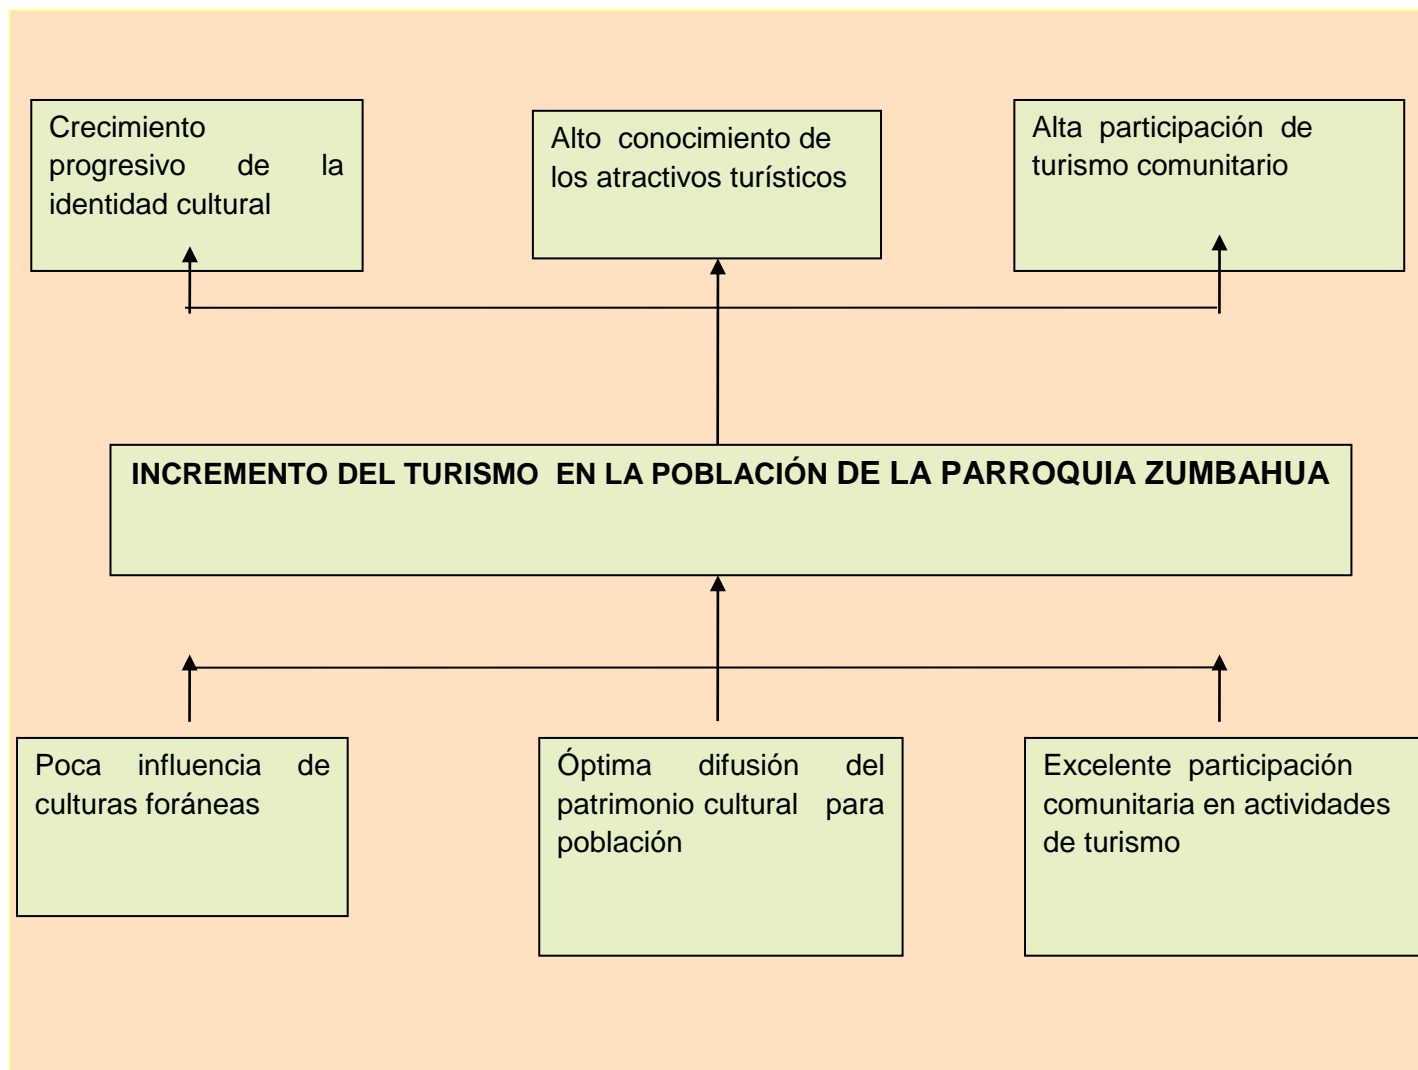 Crecimiento
progresivo de la
identidad cultural
Alto conocimiento de
los atractivos turísticos
Alta participación de
turismo comunitario
INCREMENTO DEL TURISMO EN LA POBLACIÓN DE LA PARROQUIA ZUMBAHUA
Poca influencia de
culturas foráneas
Óptima difusión del
patrimonio cultural para
población
Excelente participación
comunitaria en actividades
de turismo